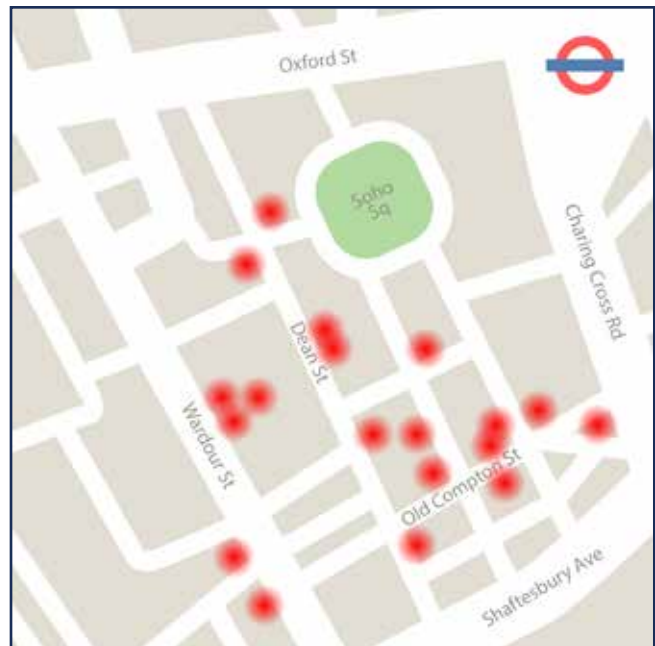 Oxford St
Soho
Sq
Charing Cross Rd
Dean St
Wardour St
Old Compton St
Shaftesbury Ave